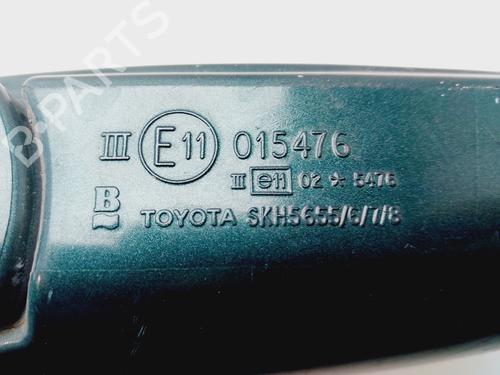 B-PARTS
III E11 015476
II e11 02 * 5476
B TOYOTA SKH5655/6/7/8